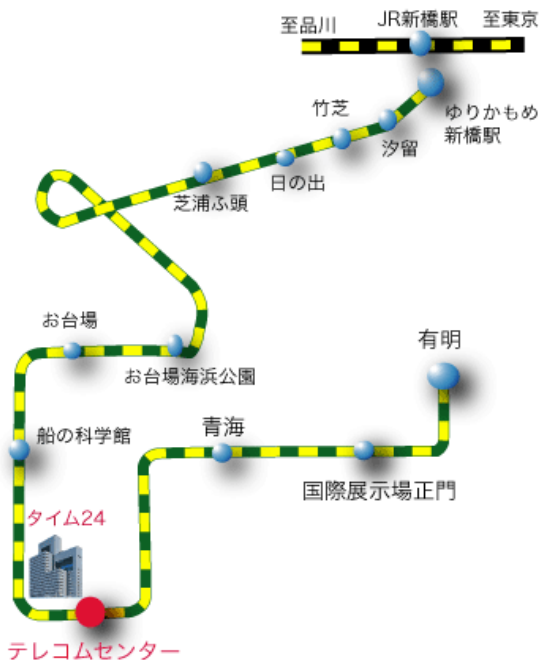 至品川
JR新橋駅
至東京
ゆりかもめ
新橋駅
汐留
竹芝
日の出
芝浦ふ頭
お台場海浜公園
お台場
船の科学館
タイム24
テレコムセンター
青海
国際展示場正門
有明